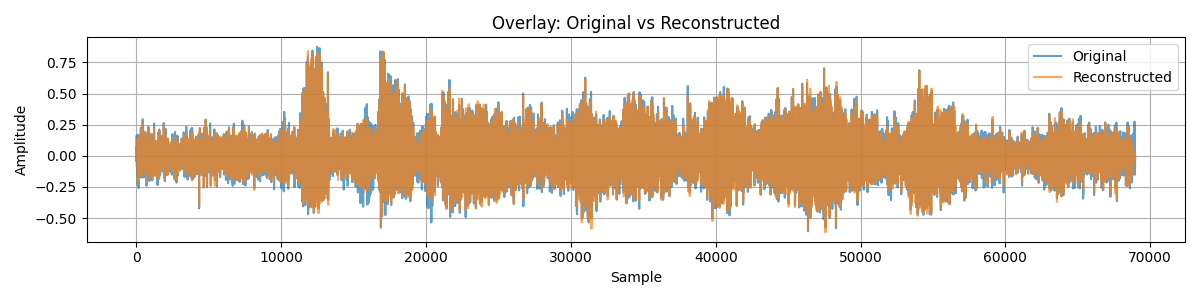 Overlay: Original vs Reconstructed
Original
Reconstructed
Amplitude
0.75
0.50
0.25
0.00
−0.25
−0.50
0 10000 20000 30000 40000 50000 60000 70000
Sample